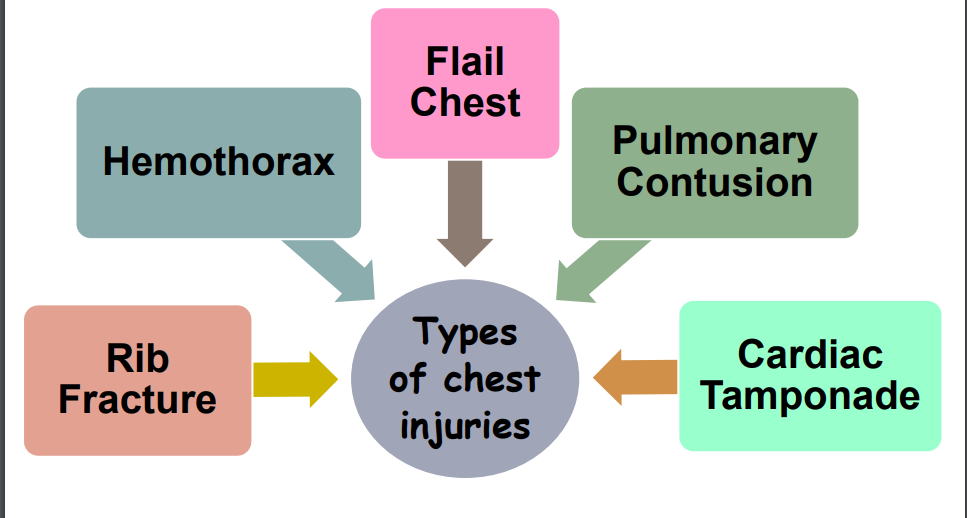 Flail
Chest
Hemothorax
Pulmonary
Contusion
Rib
Fracture
Types
of chest
injuries
Cardiac
Tamponade